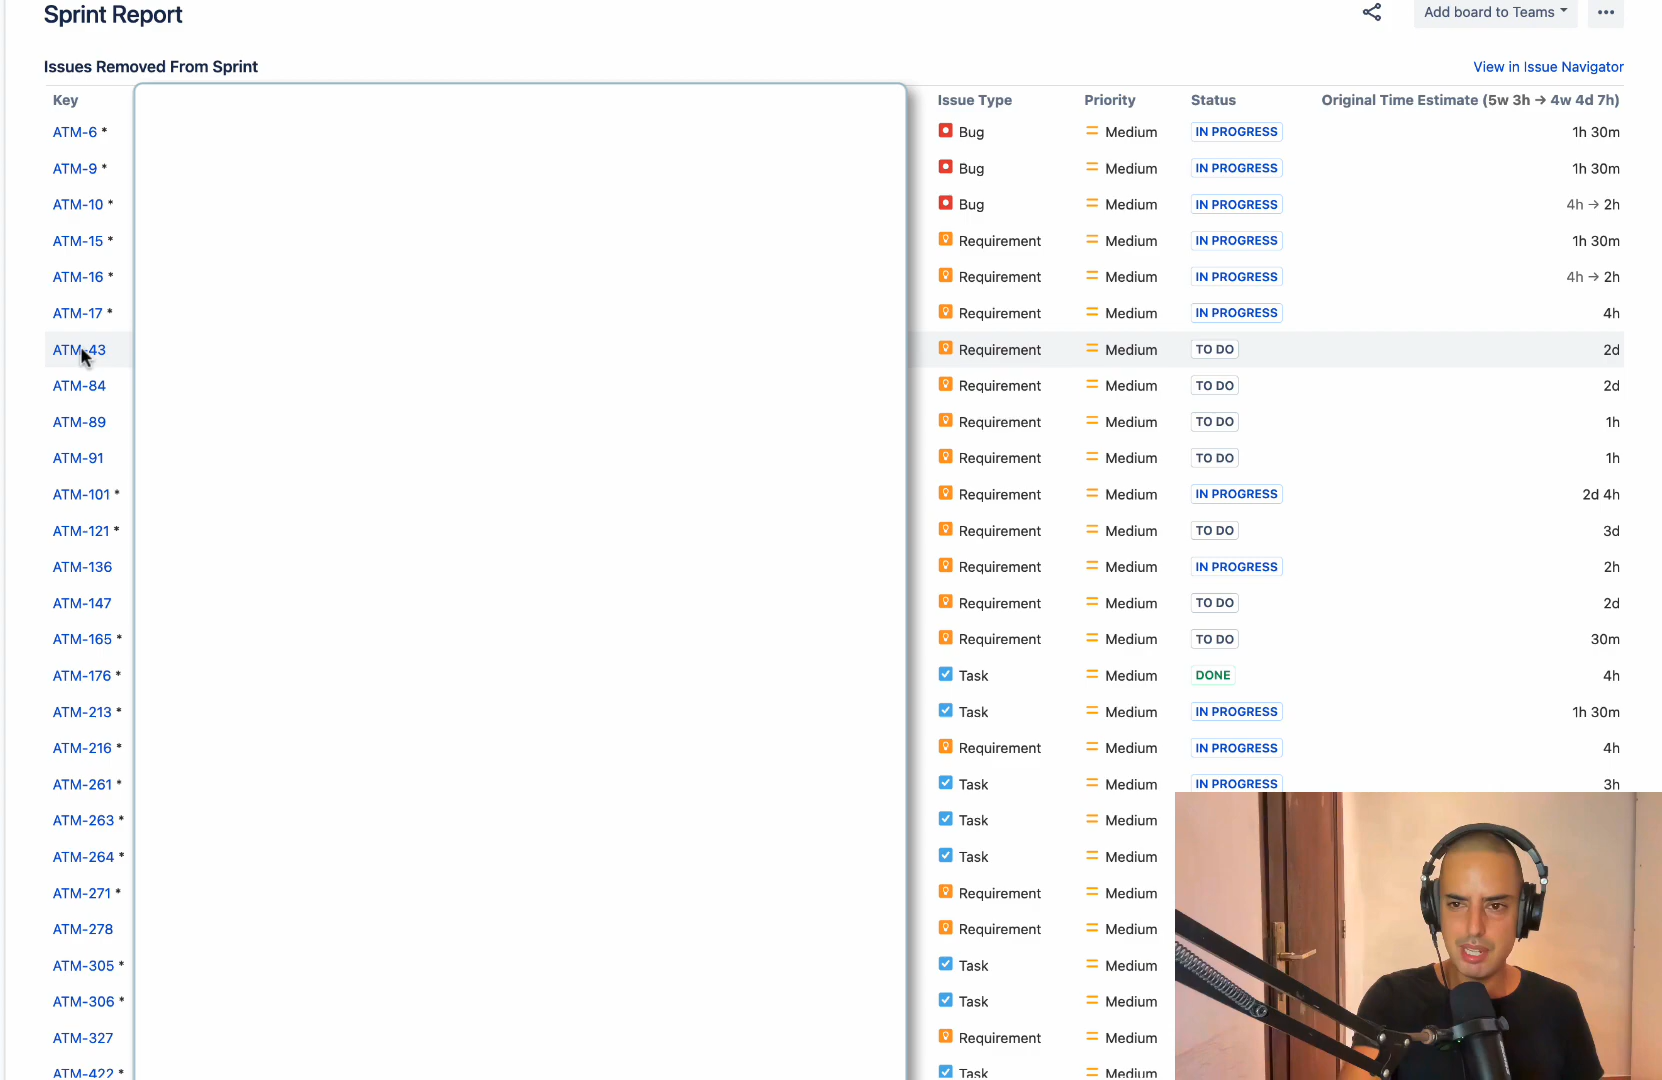 Sprint Report
Add board to Teams
Issues Removed From Sprint
View in Issue Navigator
Key Issue Type Priority Status Original Time Estimate (5w 3h → 4w 4d 7h)
ATM-6 * Bug Medium IN PROGRESS 1h 30m
ATM-9 * Bug Medium IN PROGRESS 1h 30m
ATM-10 * Bug Medium IN PROGRESS 4h → 2h
ATM-15 * Requirement Medium IN PROGRESS 1h 30m
ATM-16 * Requirement Medium IN PROGRESS 4h → 2h
ATM-17 * Requirement Medium IN PROGRESS 4h
ATM-43 Requirement Medium TO DO 2d
ATM-84 Requirement Medium TO DO 2d
ATM-89 Requirement Medium TO DO 1h
ATM-91 Requirement Medium TO DO 1h
ATM-101 * Requirement Medium IN PROGRESS 2d 4h
ATM-121 * Requirement Medium TO DO 3d
ATM-136 Requirement Medium IN PROGRESS 2h
ATM-147 Requirement Medium TO DO 2d
ATM-165 * Requirement Medium TO DO 30m
ATM-176 * Task Medium DONE 4h
ATM-213 * Task Medium IN PROGRESS 1h 30m
ATM-216 * Requirement Medium IN PROGRESS 4h
ATM-261 * Task Medium IN PROGRESS 3h
ATM-263 * Task Medium
ATM-264 * Task Medium
ATM-271 * Requirement Medium
ATM-278 Requirement Medium
ATM-305 * Task Medium
ATM-306 * Task Medium
ATM-327 Requirement Medium
ATM-422 * Task Medium